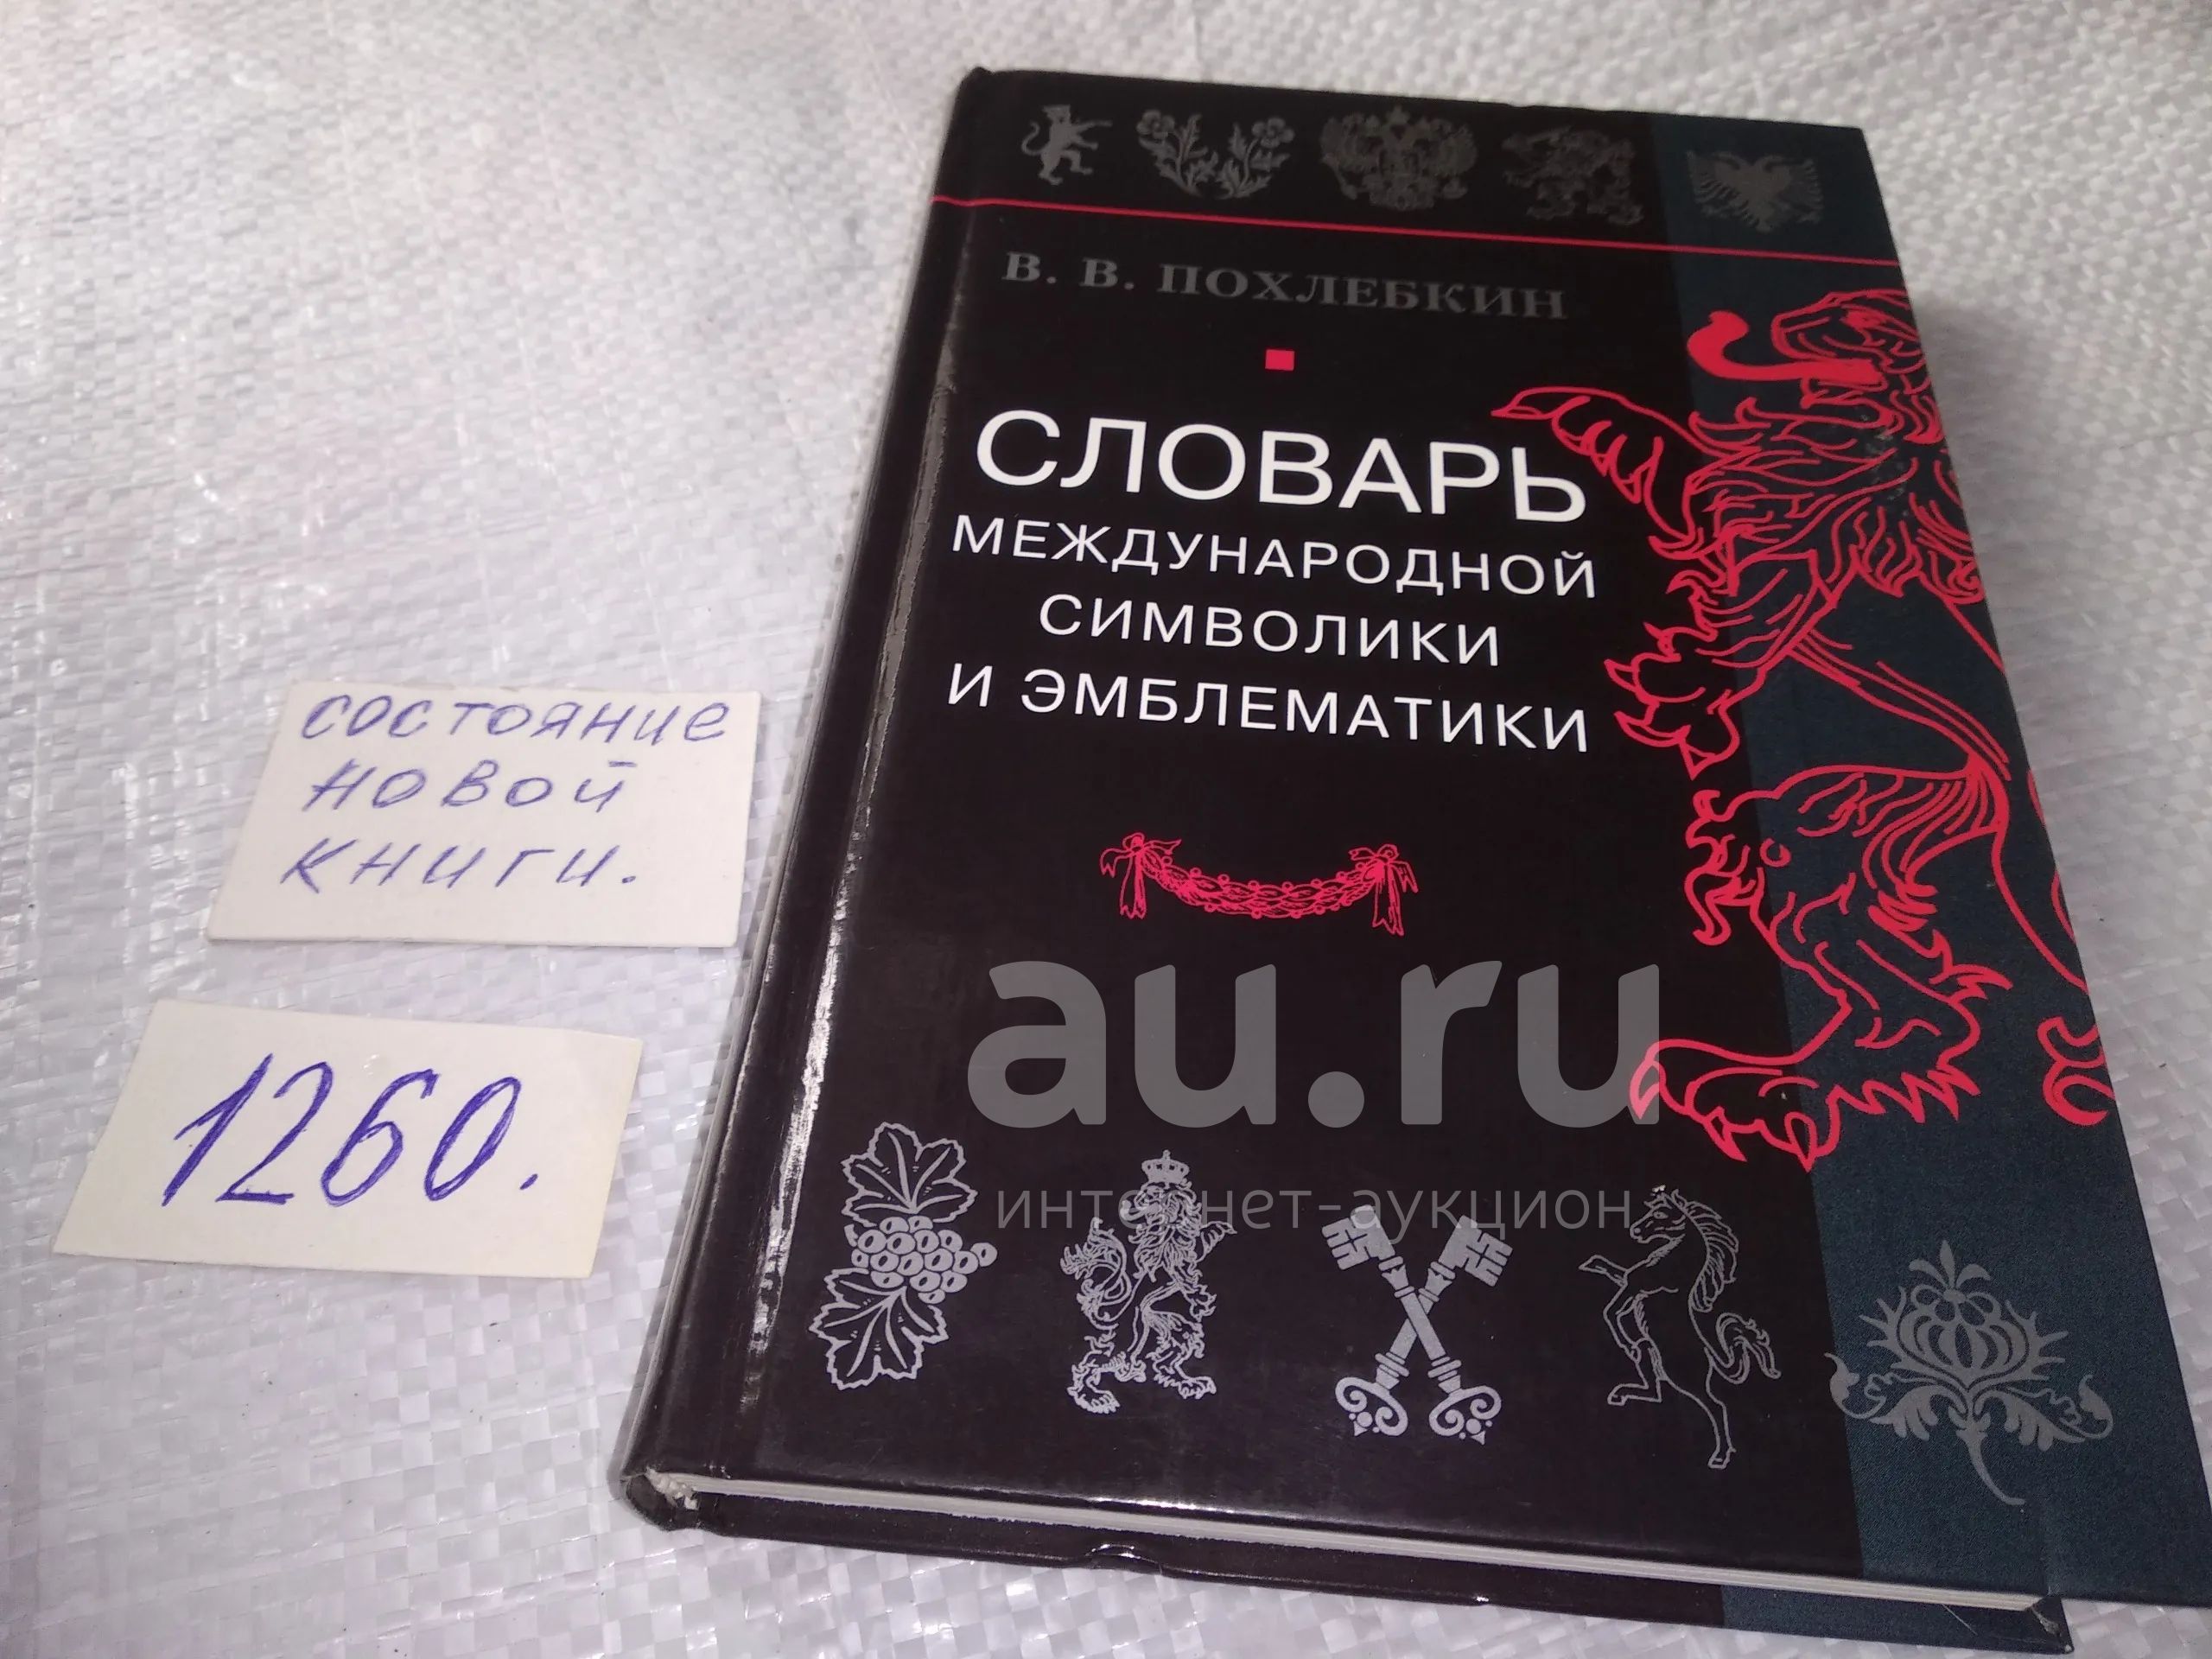 В. В. ПОХЛЕБКИН
СЛОВАРЬ
МЕЖДУНАРОДНОЙ
СИМВОЛИКИ
И ЭМБЛЕМАТИКИ
состояние
новой
книги.
1260.
au.ru
интернет-аукцион